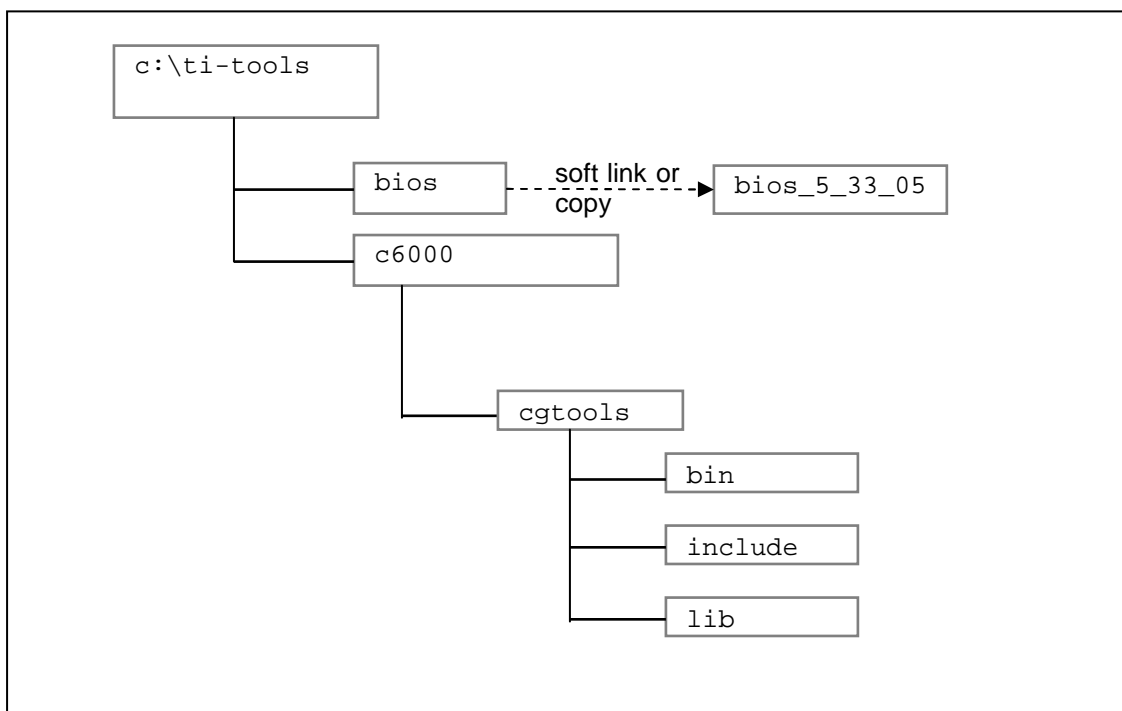 c:\ti-tools
bios
soft link or
copy
bios_5_33_05
c6000
cgtools
bin
include
lib